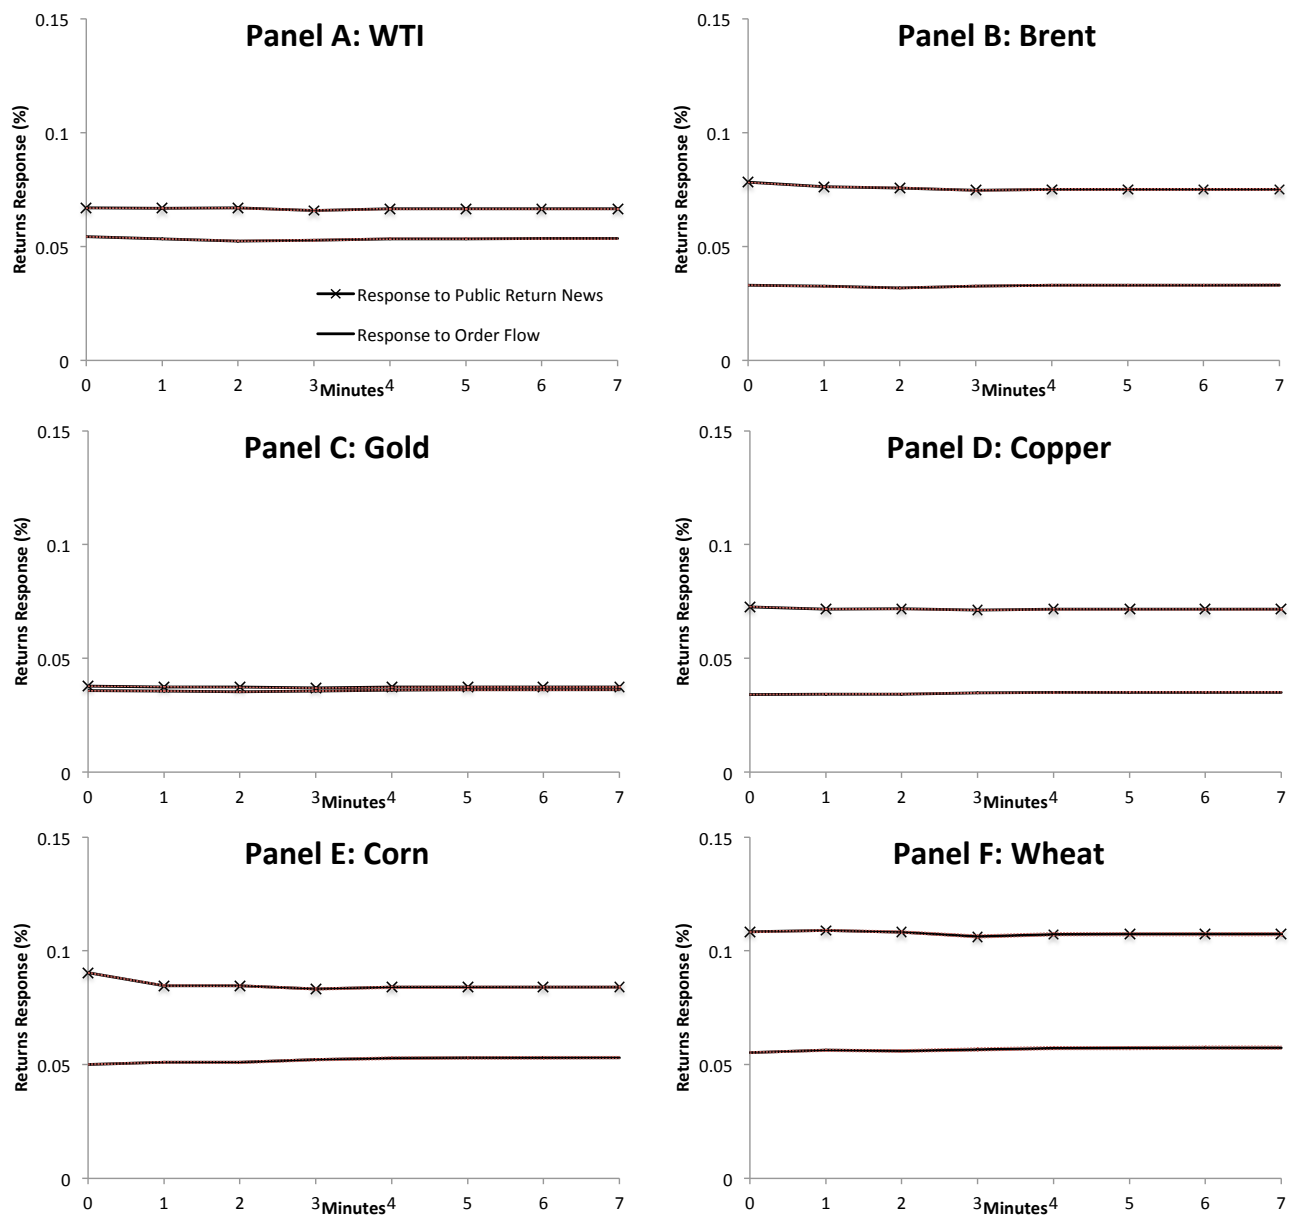 Panel A: WTI
Returns Response (%)
0.15
0.1
0.05
0
Response to Public Return News
Response to Order Flow
0 1 2 3 4 5 6 7
Minutes
Panel B: Brent
Returns Response (%)
0.15
0.1
0.05
0
0 1 2 3 4 5 6 7
Minutes
Panel C: Gold
Returns Response (%)
0.15
0.1
0.05
0
0 1 2 3 4 5 6 7
Minutes
Panel D: Copper
Returns Response (%)
0.15
0.1
0.05
0
0 1 2 3 4 5 6 7
Minutes
Panel E: Corn
Returns Response (%)
0.15
0.1
0.05
0
0 1 2 3 4 5 6 7
Minutes
Panel F: Wheat
Returns Response (%)
0.15
0.1
0.05
0
0 1 2 3 4 5 6 7
Minutes